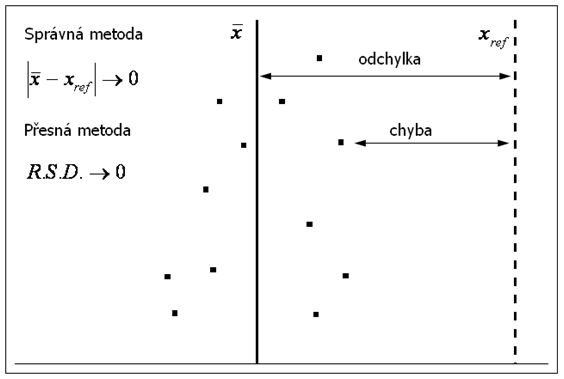 Správná metoda
|x̅ − x_ref| → 0
Přesná metoda
R.S.D. → 0
x̅
x_ref
odchylka
chyba